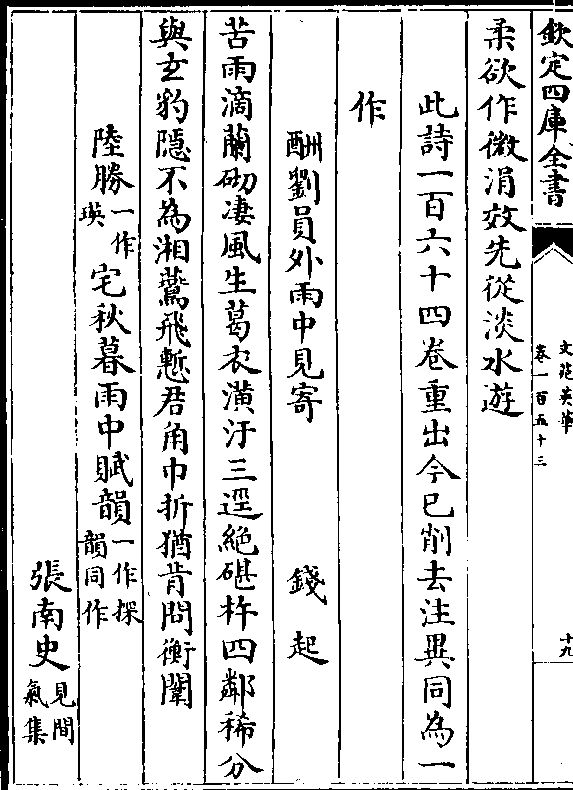 欽定四庫全書
文苑英華
卷一百五十三
十九
柔欲作微涓效先從淡水遊
此詩一百六十四卷重出今已削去注異同為一
作
酬劉員外雨中見寄 錢起
苦雨滴蘭砌凄風生葛衣潢汙三逕絶砧杵四鄰稀分
與玄豹隱不為湘鷰飛慙君角巾折猶肯問衡闈
陸勝一作瑛宅秋暮雨中賦韻一作探韻同作
張南史見間氣集